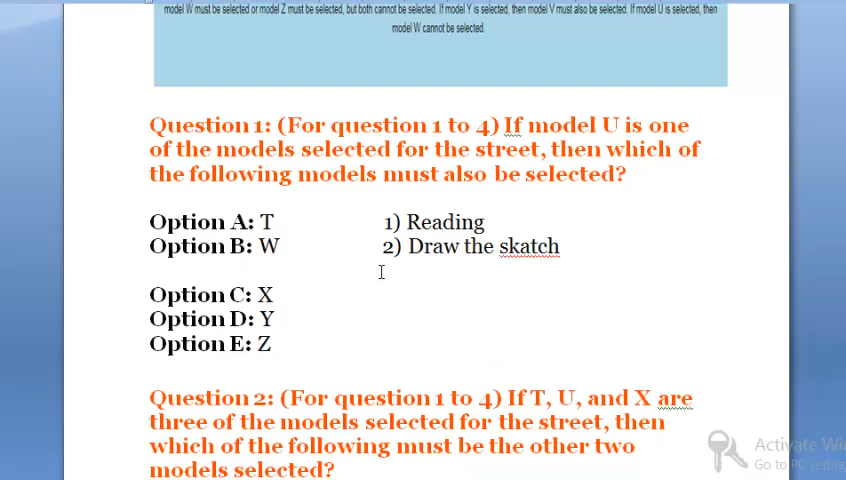 model W must be selected or model Z must be selected, but both cannot be selected. If model Y is selected, then model V must also be selected. If model U is selected, then
model W cannot be selected.
Question 1: (For question 1 to 4) If model U is one
of the models selected for the street, then which of
the following models must also be selected?
Option A: T
1) Reading
Option B: W
2) Draw the skatch
Option C: X
Option D: Y
Option E: Z
Question 2: (For question 1 to 4) If T, U, and X are
three of the models selected for the street, then
which of the following must be the other two
models selected?
Activate Wi
Go to PC setting